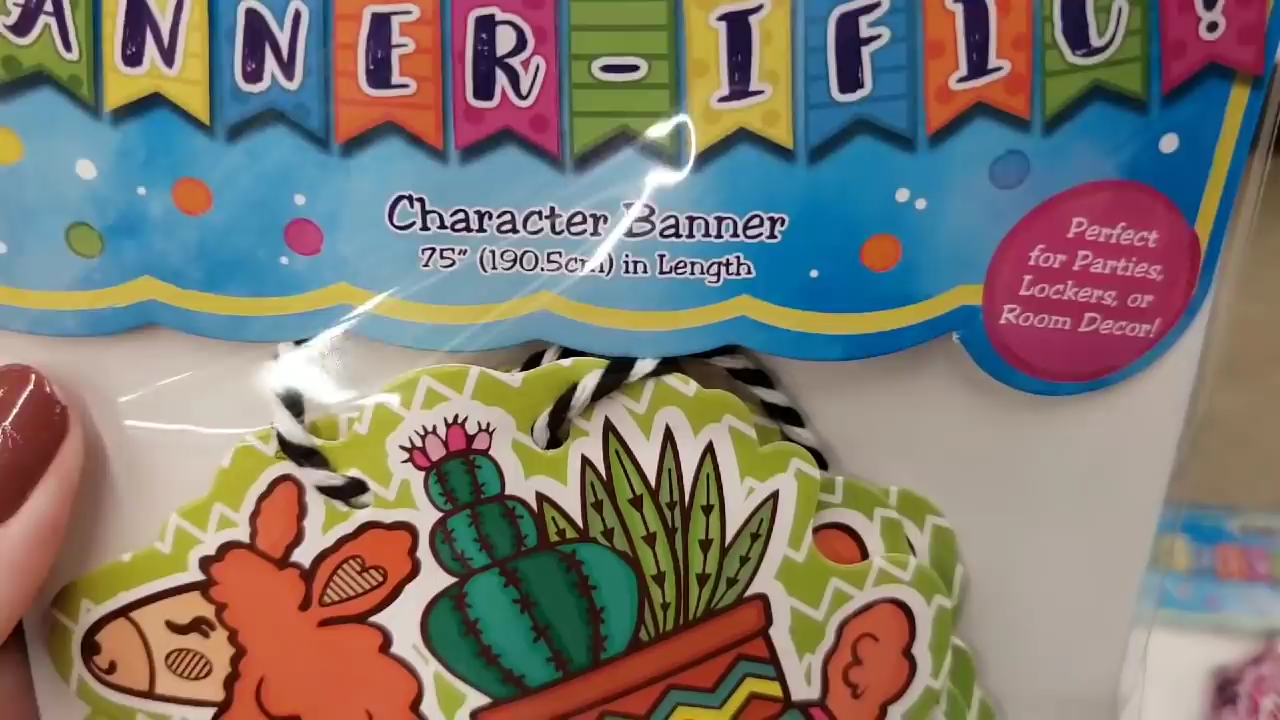 ANNER-IFIC!
Character Banner
75" (190.5cm) in Length
Perfect
for Parties,
Lockers, or
Room Decor!